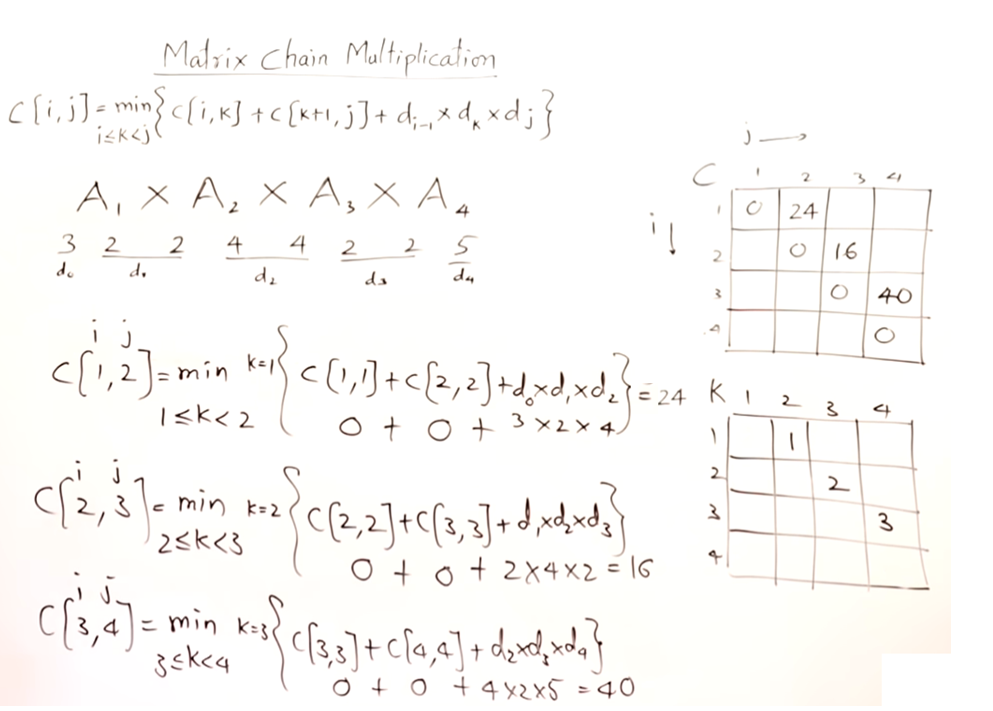 Matrix Chain Multiplication
C[i,j] = min { C[i,k] + C[k+1,j] + di-1 × dk × dj }
i≤k<j
A1 × A2 × A3 × A4
3 2 2 4 4 2 2 5
d0 d1 d2 d3 d4
i j
C[1,2] = min k=1 { C[1,1] + C[2,2] + d0×d1×d2 } = 24
1≤k<2 0 + 0 + 3×2×4
i j
C[2,3] = min k=2 { C[2,2] + C[3,3] + d1×d2×d3 }
2≤k<3 0 + 0 + 2×4×2 = 16
i j
C[3,4] = min k=3 { C[3,3] + C[4,4] + d2×d3×d4 }
3≤k<4 0 + 0 + 4×2×5 = 40
j →
C 1 2 3 4
i ↓
1 0 24
2 0 16
3 0 40
4 0
K 1 2 3 4
1 1
2 2
3 3
4